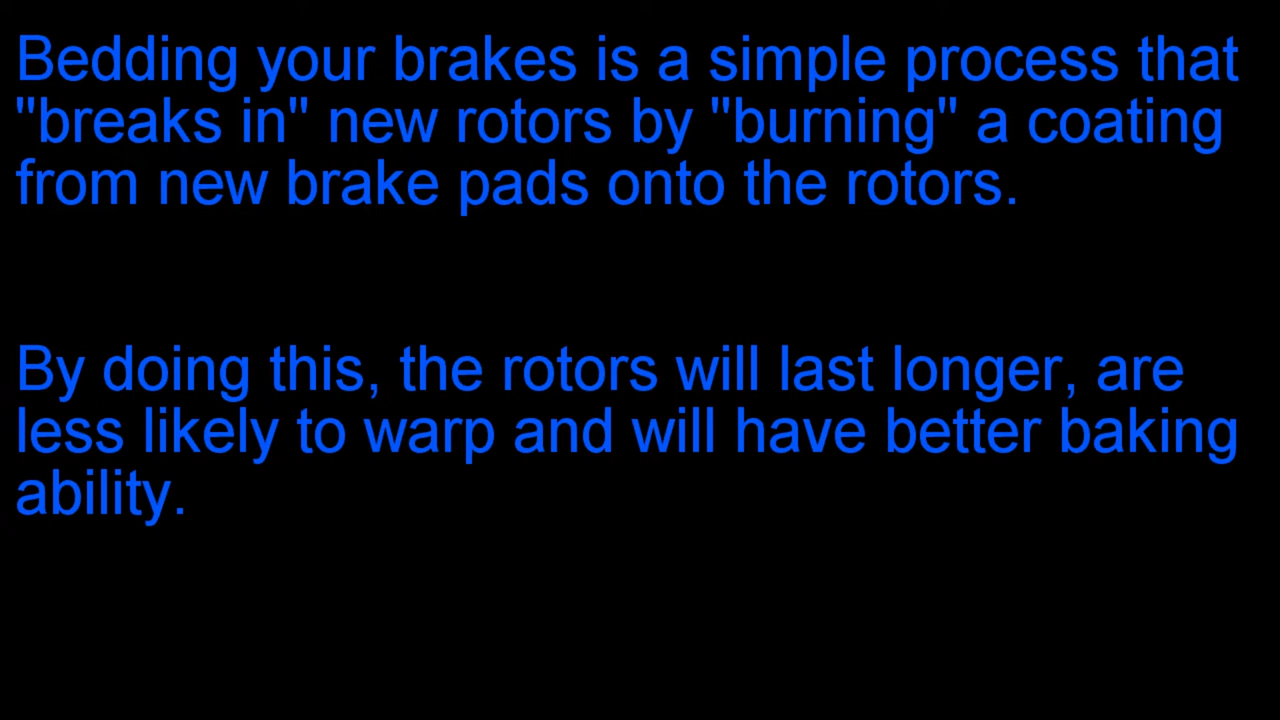 Bedding your brakes is a simple process that
"breaks in" new rotors by "burning" a coating
from new brake pads onto the rotors.
By doing this, the rotors will last longer, are
less likely to warp and will have better baking
ability.